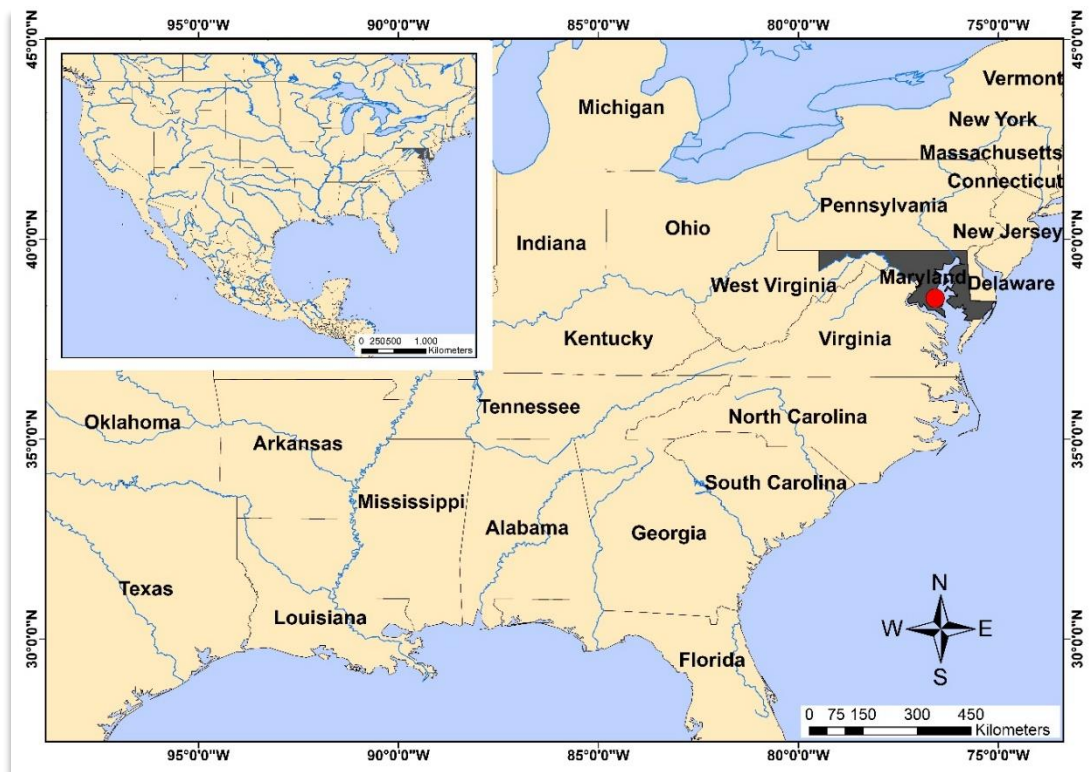 95°0'0"W 90°0'0"W 85°0'0"W 80°0'0"W 75°0'0"W
45°0'0"N 45°0'0"N
Vermont
Michigan
New York
Massachusetts
Connecticut
Pennsylvania
New Jersey
40°0'0"N 40°0'0"N
Ohio
Indiana
Maryland
Delaware
West Virginia
0 250500 1.000
Kilometers
Kentucky
Virginia
Tennessee
Oklahoma
North Carolina
Arkansas
35°0'0"N 35°0'0"N
South Carolina
Mississippi
Alabama
Georgia
Texas
Louisiana
N
W E
S
30°0'0"N 30°0'0"N
Florida
0 75 150 300 450
Kilometers
95°0'0"W 90°0'0"W 85°0'0"W 80°0'0"W 75°0'0"W